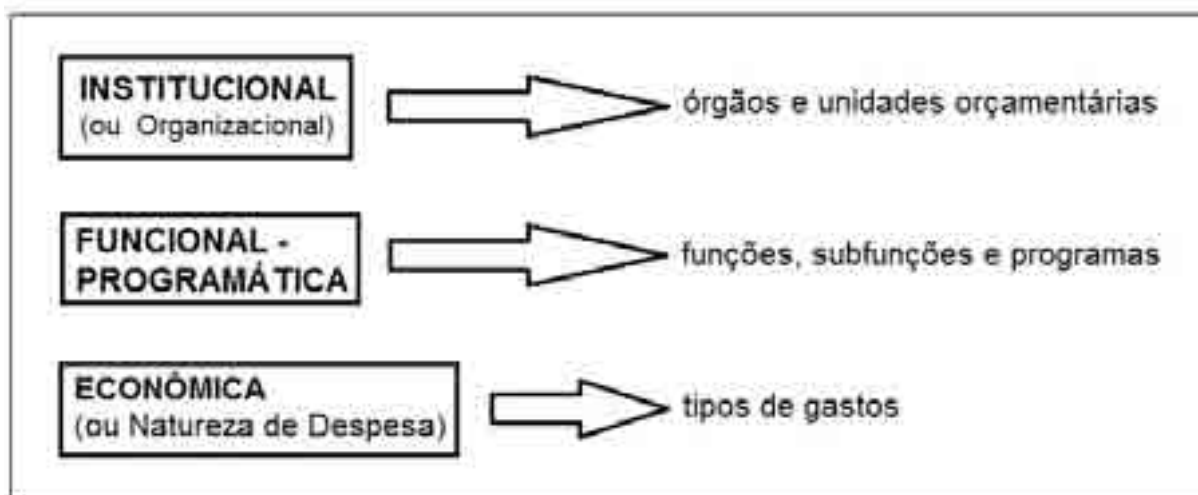 INSTITUCIONAL
(ou Organizacional)
órgãos e unidades orçamentárias
FUNCIONAL -
PROGRAMÁTICA
funções, subfunções e programas
ECONÔMICA
(ou Natureza de Despesa)
tipos de gastos